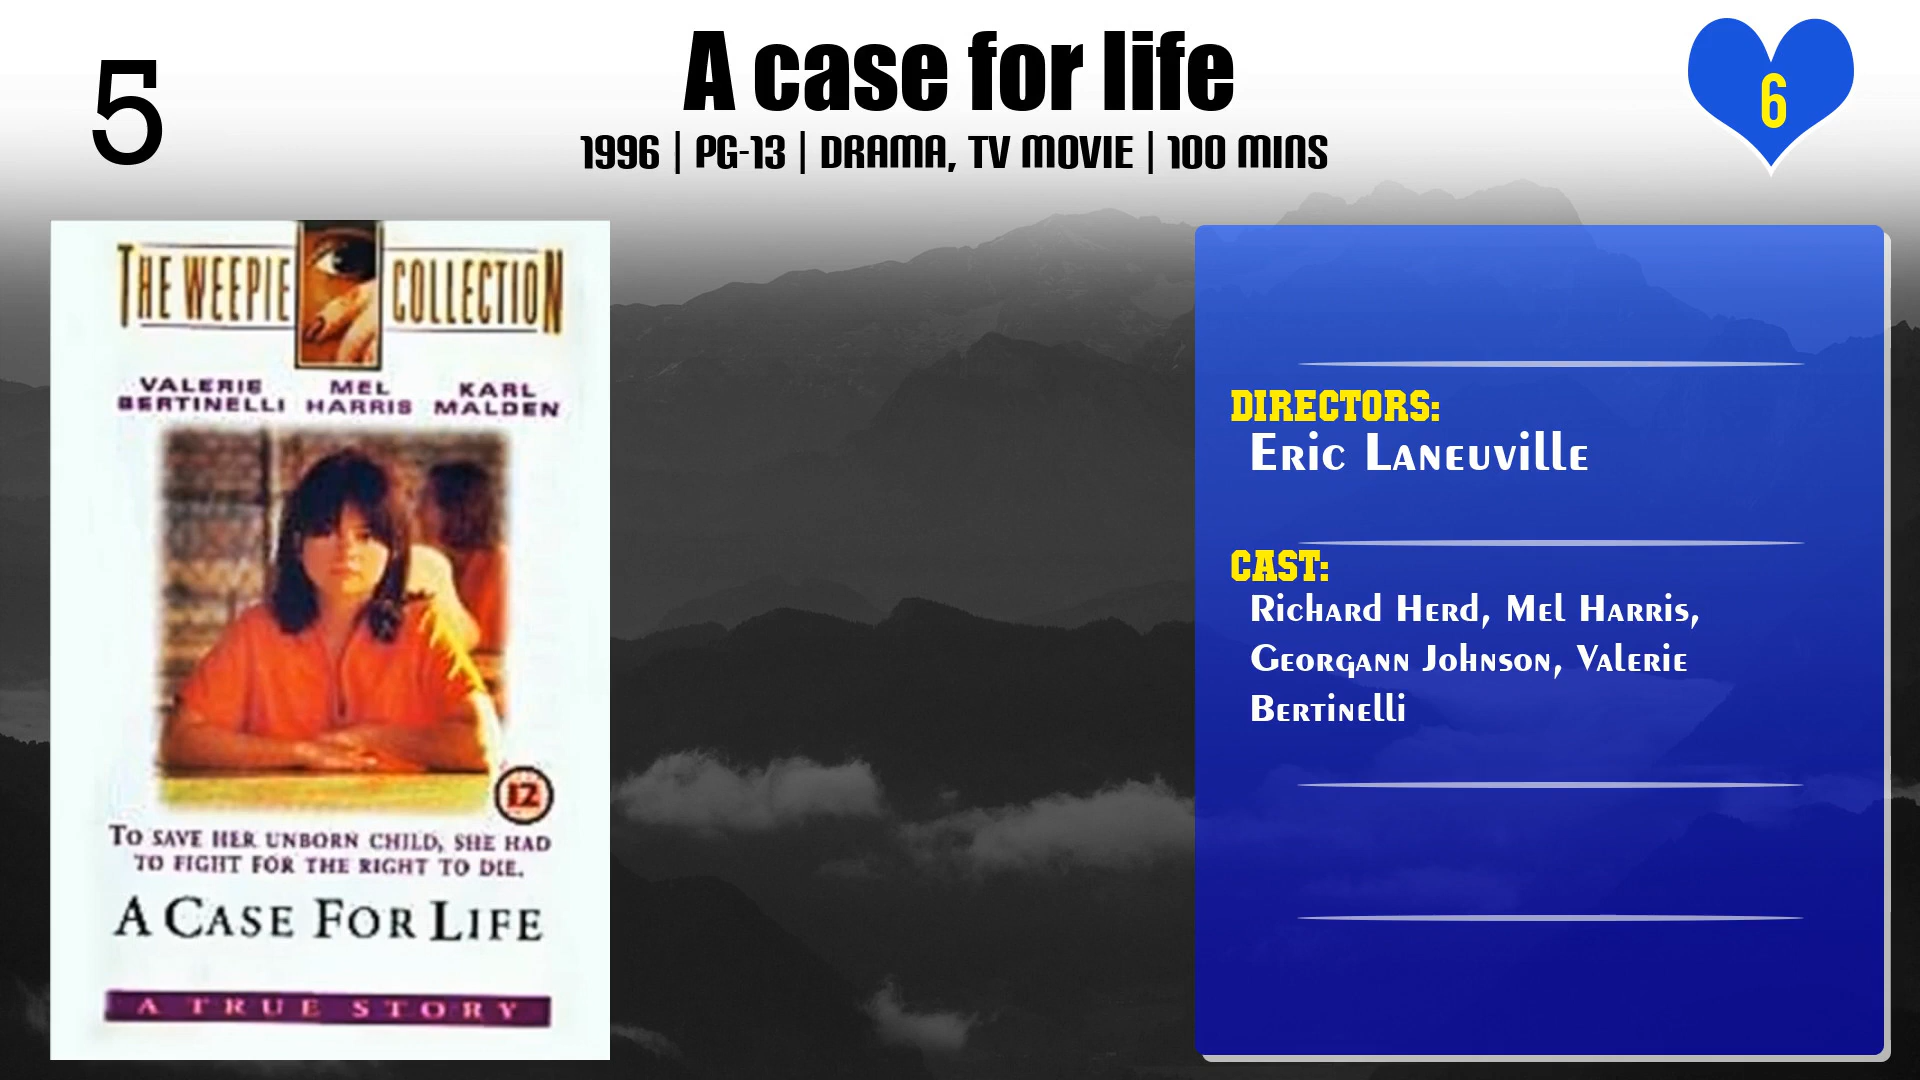 5
A case for life
6
1996 | PG-13 | DRAMA, TV MOVIE | 100 MINS
THE WEEPIE COLLECTION
VALERIE BERTINELLI
MEL HARRIS
KARL MALDEN
12
TO SAVE HER UNBORN CHILD, SHE HAD
TO FIGHT FOR THE RIGHT TO DIE.
A CASE FOR LIFE
A TRUE STORY
DIRECTORS:
Eric Laneuville
CAST:
Richard Herd, Mel Harris,
Georgann Johnson, Valerie
Bertinelli